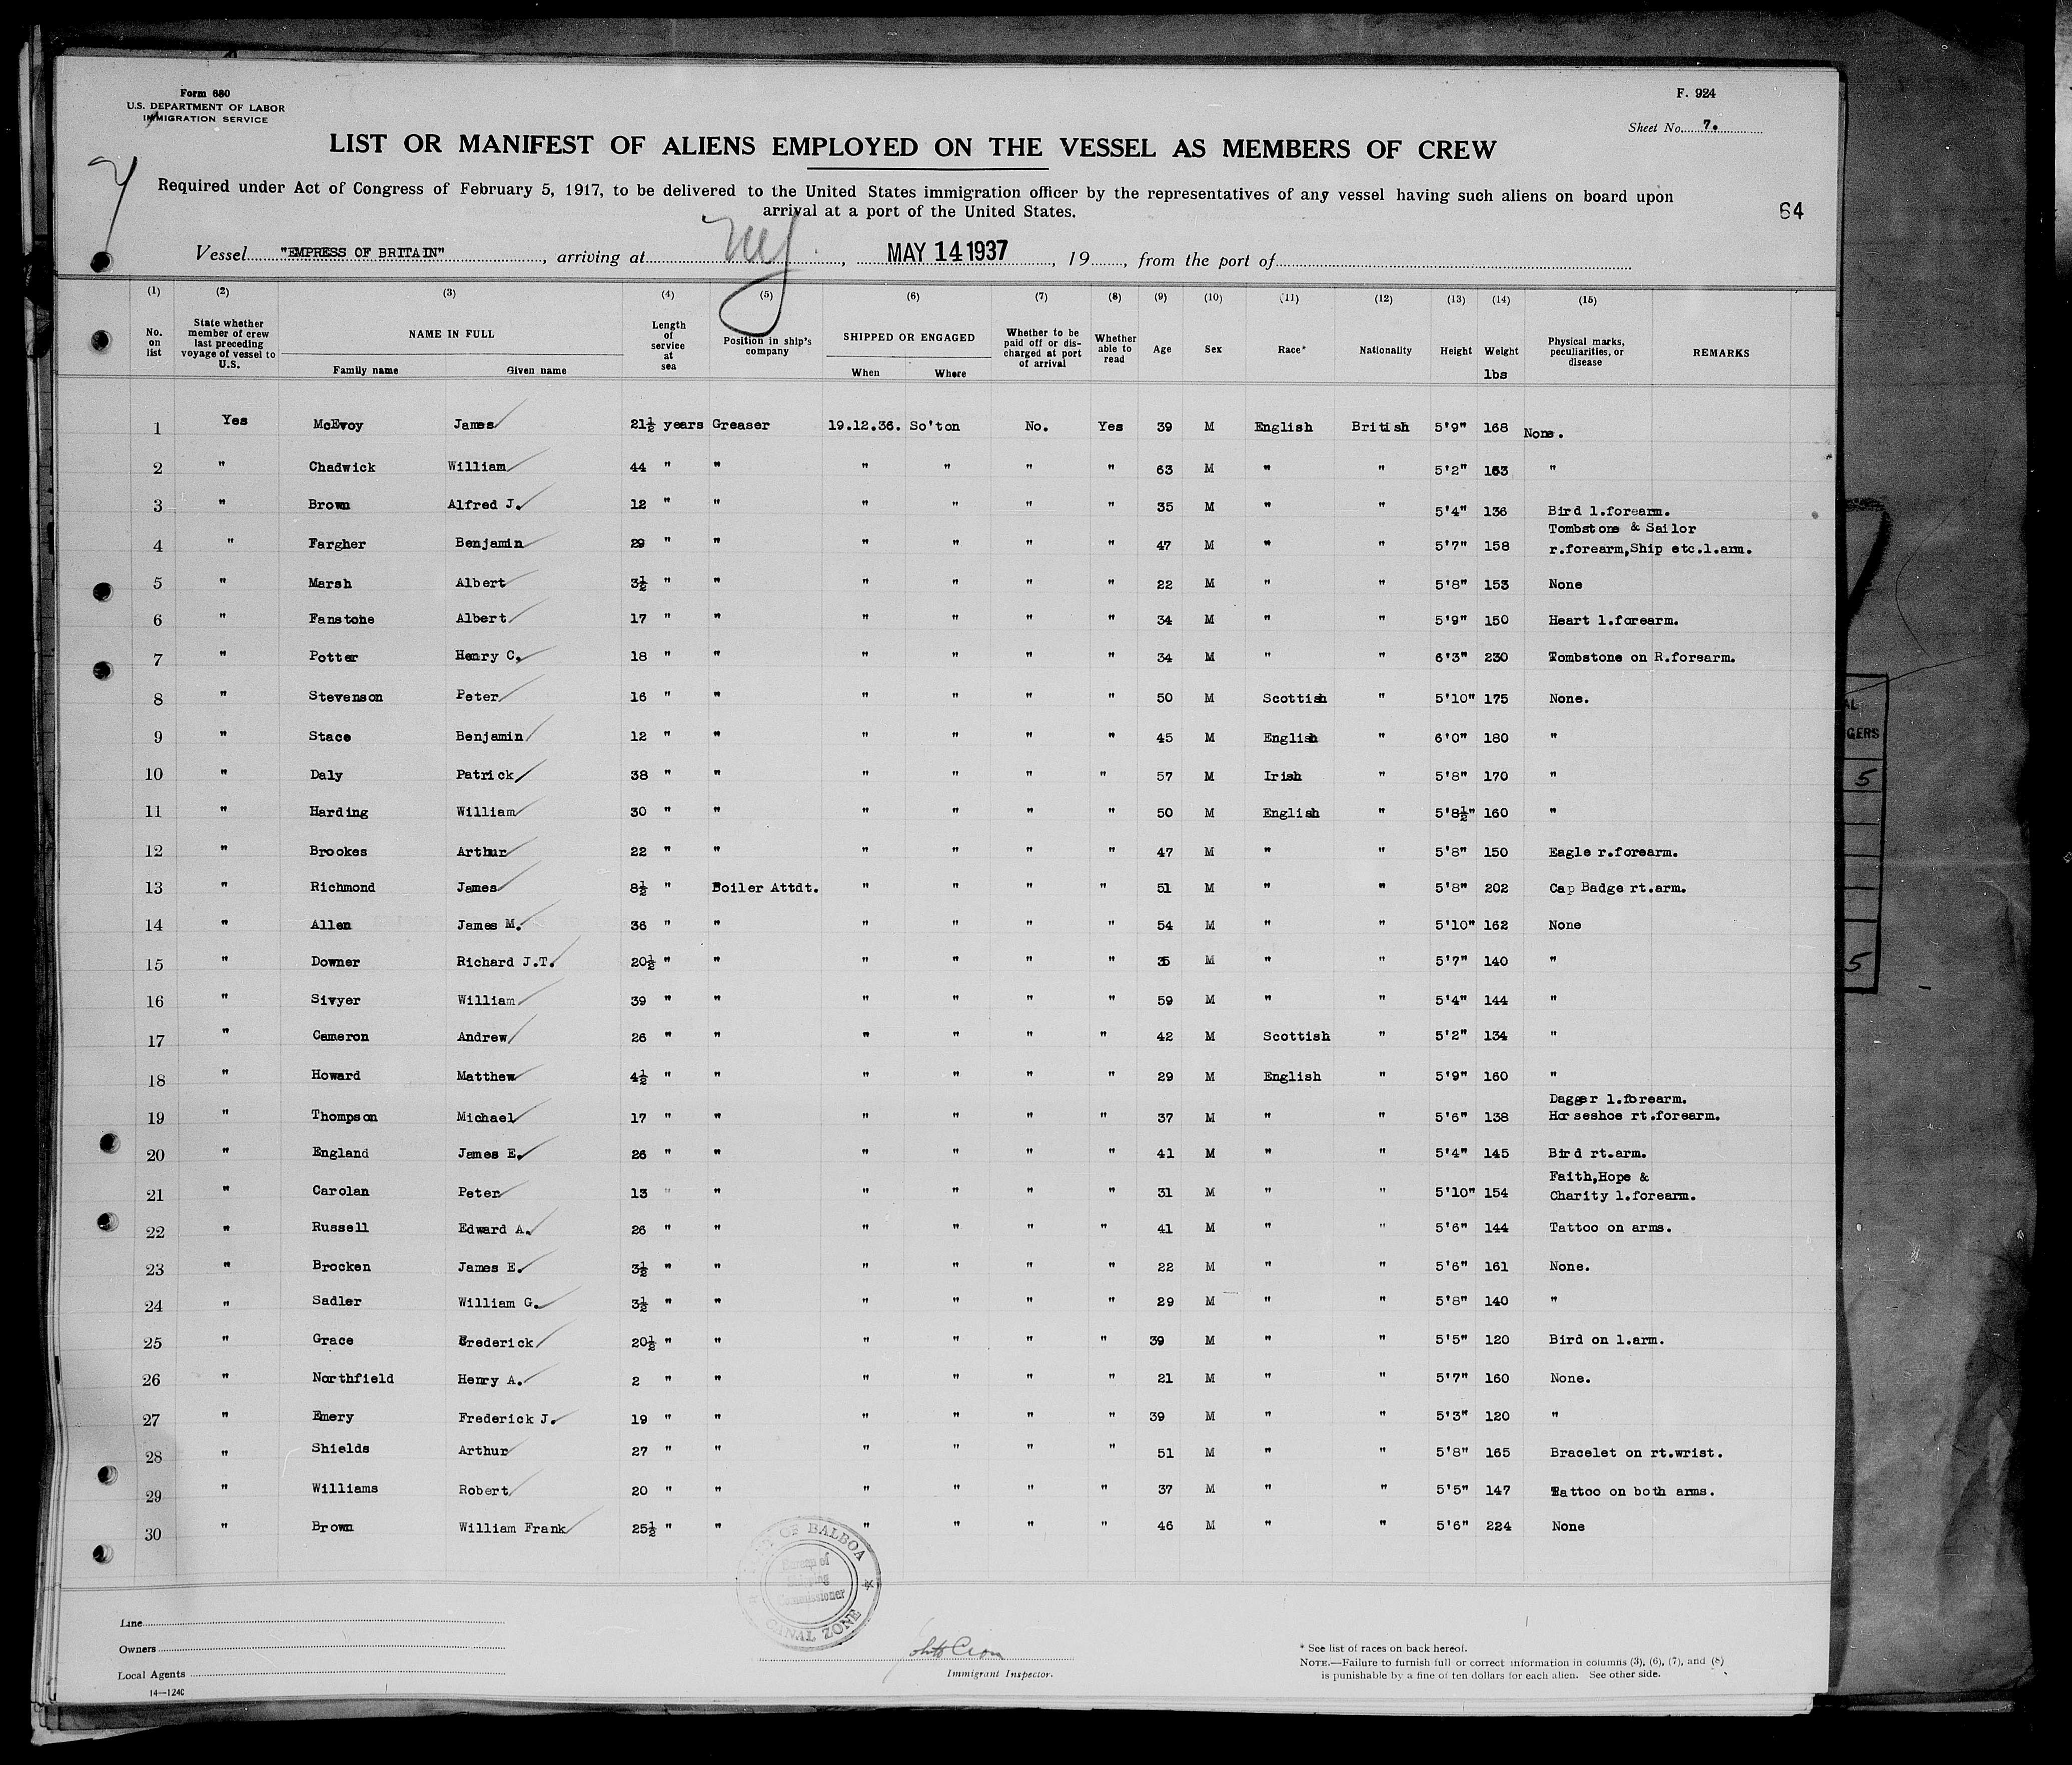 Form 680
U.S. DEPARTMENT OF LABOR
IMMIGRATION SERVICE
F. 924
Sheet No. 7.
LIST OR MANIFEST OF ALIENS EMPLOYED ON THE VESSEL AS MEMBERS OF CREW
Required under Act of Congress of February 5, 1917, to be delivered to the United States immigration officer by the representatives of any vessel having such aliens on board upon
arrival at a port of the United States.
64
Vessel "EMPRESS OF BRITAIN", arriving at NY., MAY 14 1937, 19, from the port of
(1) (2) (3) (4) (5) (6) (7) (8) (9) (10) (11) (12) (13) (14) (15)
No. on list State whether member of crew last preceding voyage of vessel to U.S. NAME IN FULL Family name Given name Length of service at sea Position in ship's company SHIPPED OR ENGAGED When Where Whether to be paid off or discharged at port of arrival Whether able to read Age Sex Race* Nationality Height Weight lbs Physical marks, peculiarities, or disease REMARKS
1 Yes McEvoy James 21½ years Greaser 19.12.36. So'ton No. Yes 39 M English British 5'9" 168 None.
2 " Chadwick William 44 " " " " " " 63 M " " 5'2" 153 "
3 " Brown Alfred J. 12 " " " " " " 35 M " " 5'4" 136 Bird l.forearm.
4 " Fargher Benjamin 29 " " " " " " 47 M " " 5'7" 158 Tombstone & Sailor
r.forearm,Ship etc.l.arm.
5 " Marsh Albert 3½ " " " " " " 22 M " " 5'8" 153 None
6 " Fanstone Albert 17 " " " " " " 34 M " " 5'9" 150 Heart l.forearm.
7 " Potter Henry C. 18 " " " " " " 34 M " " 6'3" 230 Tombstone on R.forearm.
8 " Stevenson Peter 16 " " " " " " 50 M Scottish " 5'10" 175 None.
9 " Stace Benjamin 12 " " " " " " 45 M English " 6'0" 180 "
10 " Daly Patrick 38 " " " " " " 57 M Irish " 5'8" 170 "
11 " Harding William 30 " " " " " " 50 M English " 5'8½" 160 "
12 " Brookes Arthur 22 " " " " " " 47 M " " 5'8" 150 Eagle r.forearm.
13 " Richmond James 8½ " Boiler Attdt. " " " " 51 M " " 5'8" 202 Cap Badge rt.arm.
14 " Allen James M. 36 " " " " " " 54 M " " 5'10" 162 None
15 " Downer Richard J.T. 20½ " " " " " " 35 M " " 5'7" 140 "
16 " Sivyer William 39 " " " " " " 59 M " " 5'4" 144 "
17 " Cameron Andrew 26 " " " " " " 42 M Scottish " 5'2" 134 "
18 " Howard Matthew 4½ " " " " " " 29 M English " 5'9" 160 "
19 " Thompson Michael 17 " " " " " " 37 M " " 5'6" 138 Dagger l.forearm.
Horseshoe rt.forearm.
20 " England James E. 26 " " " " " " 41 M " " 5'4" 145 Bird rt.arm.
21 " Carolan Peter 13 " " " " " " 31 M " " 5'10" 154 Faith,Hope &
Charity l.forearm.
22 " Russell Edward A. 26 " " " " " " 41 M " " 5'6" 144 Tattoo on arms.
23 " Brocken James E. 3½ " " " " " " 22 M " " 5'6" 161 None.
24 " Sadler William G. 3½ " " " " " " 29 M " " 5'8" 140 "
25 " Grace Frederick 20½ " " " " " " 39 M " " 5'5" 120 Bird on l.arm.
26 " Northfield Henry A. 2 " " " " " " 21 M " " 5'7" 160 None.
27 " Emery Frederick J. 19 " " " " " " 39 M " " 5'3" 120 "
28 " Shields Arthur 27 " " " " " " 51 M " " 5'8" 165 Bracelet on rt.wrist.
29 " Williams Robert 20 " " " " " " 37 M " " 5'5" 147 Tattoo on both arms.
30 " Brown William Frank 25½ " " " " " " 46 M " " 5'6" 224 None
OF BALBOA
Bureau of
Shipping
Commissioner
CANAL ZONE
Line
Owners
Local Agents
14—1240
Immigrant Inspector.
* See list of races on back hereof.
NOTE.—Failure to furnish full or correct information in columns (3), (6), (7), and (8)
is punishable by a fine of ten dollars for each alien. See other side.
GERS
5
5